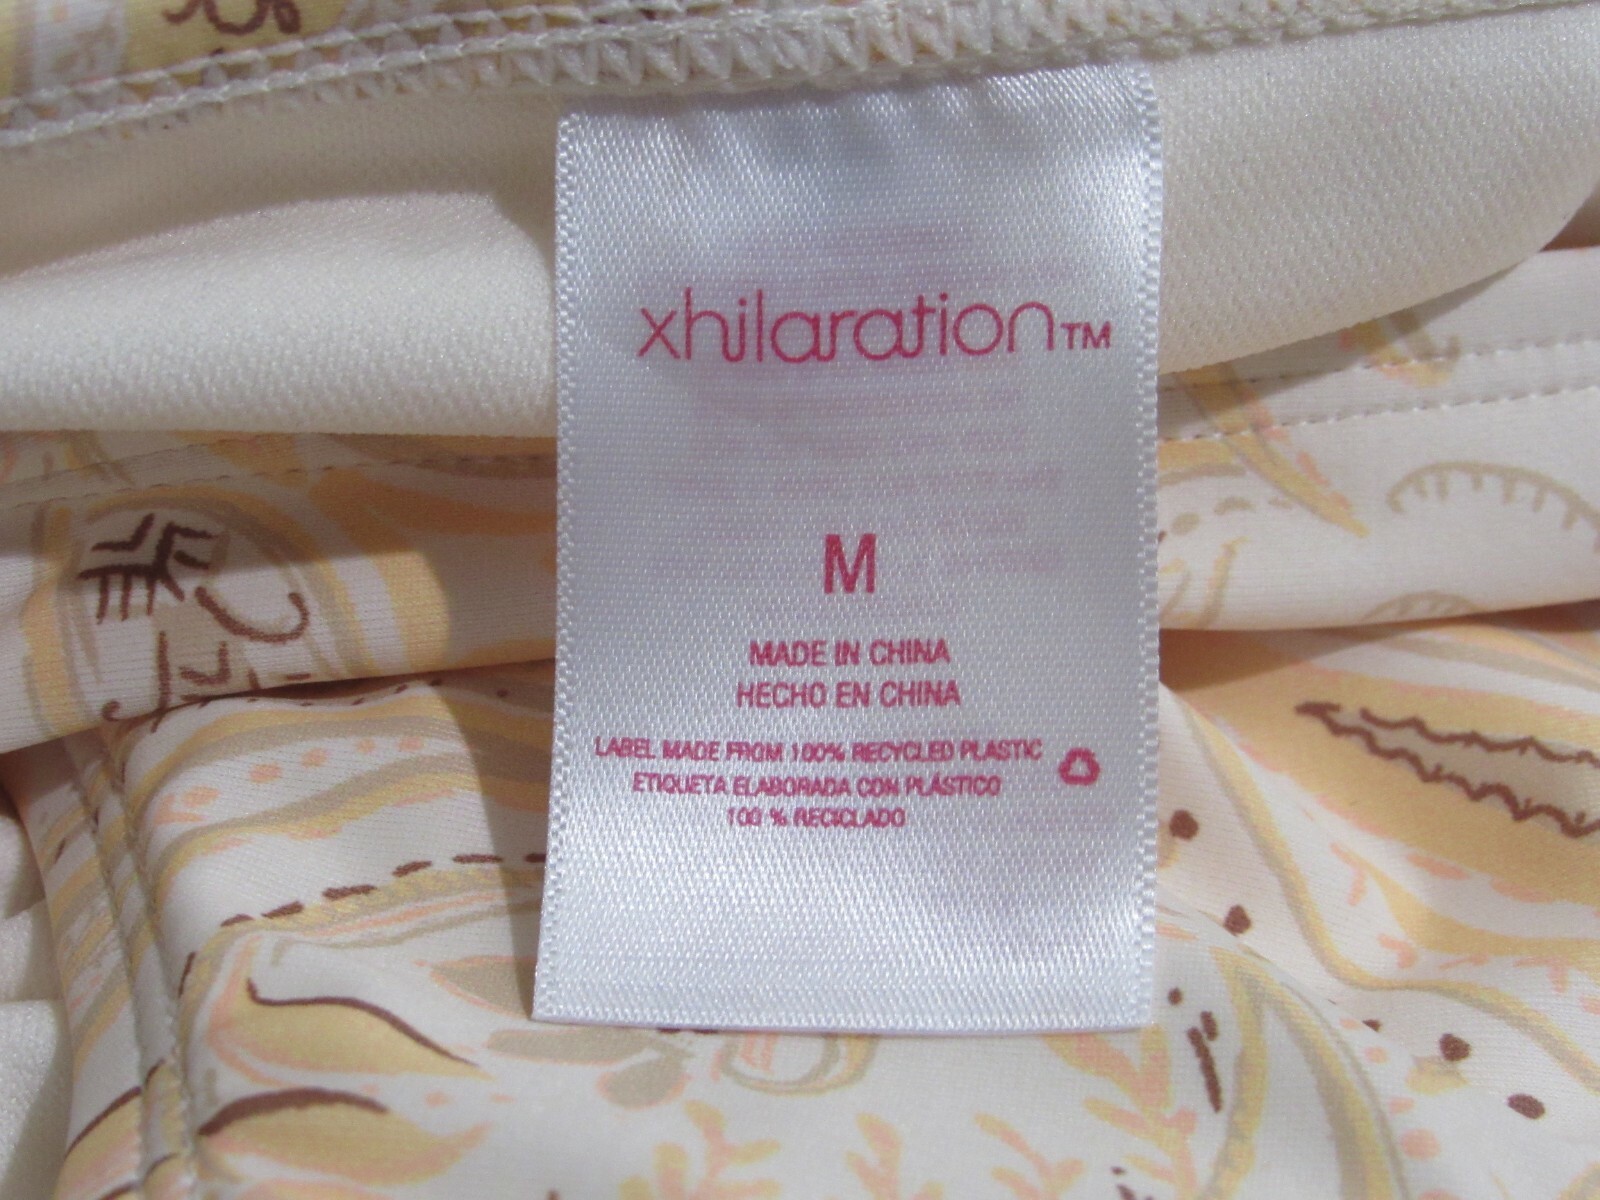 xhilaration™
M
MADE IN CHINA
HECHO EN CHINA
LABEL MADE FROM 100% RECYCLED PLASTIC
ETIQUETA ELABORADA CON PLÁSTICO
100 % RECICLADO